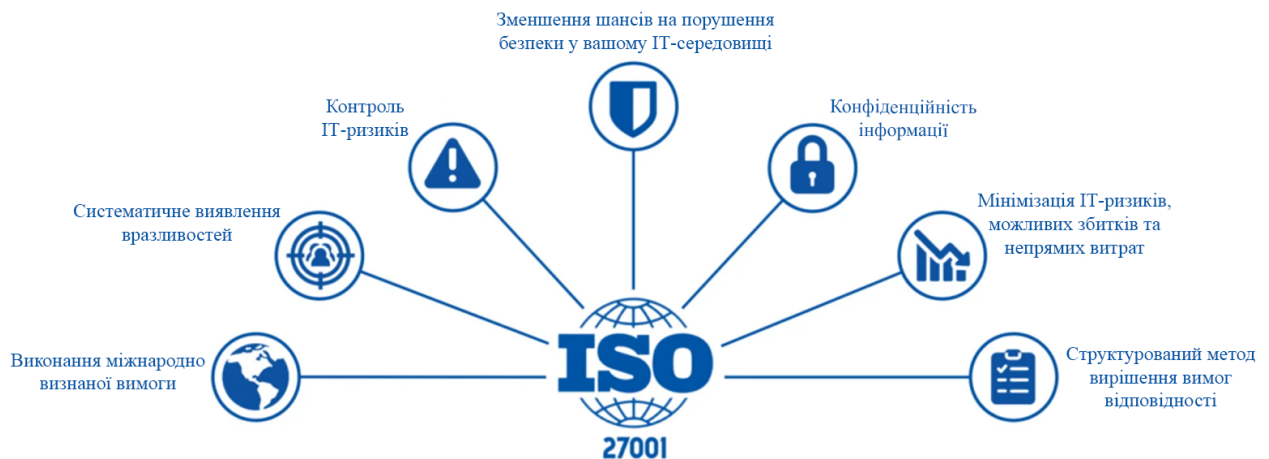 Зменшення шансів на порушення
безпеки у вашому ІТ-середовищі
Контроль
ІТ-ризиків
Конфіденційність
інформації
Систематичне виявлення
вразливостей
Мінімізація ІТ-ризиків,
можливих збитків та
непрямих витрат
Виконання міжнародно
визнаної вимоги
Структурований метод
вирішення вимог
відповідності
ISO
27001